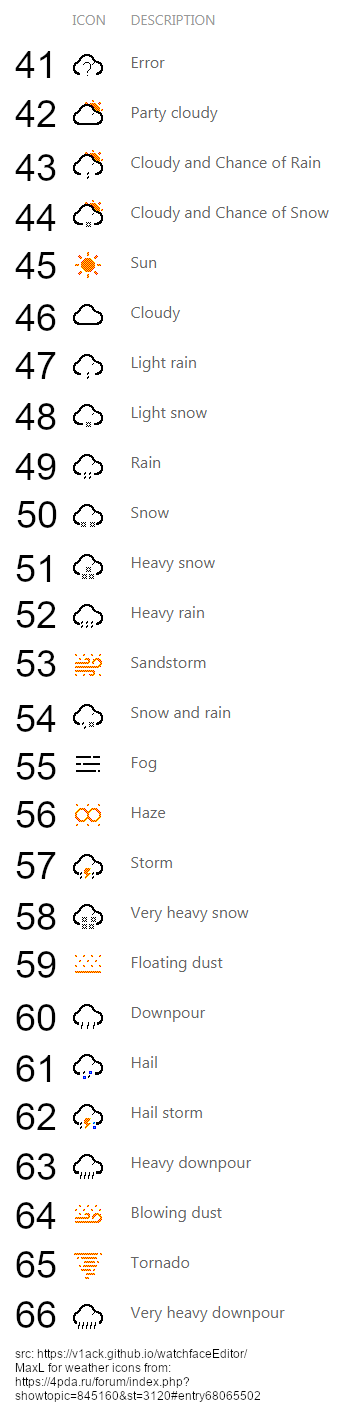 ICON DESCRIPTION
41 ? Error
42 Party cloudy
43 Cloudy and Chance of Rain
44 Cloudy and Chance of Snow
45 Sun
46 Cloudy
47 Light rain
48 Light snow
49 Rain
50 Snow
51 Heavy snow
52 Heavy rain
53 Sandstorm
54 Snow and rain
55 Fog
56 Haze
57 Storm
58 Very heavy snow
59 Floating dust
60 Downpour
61 Hail
62 Hail storm
63 Heavy downpour
64 Blowing dust
65 Tornado
66 Very heavy downpour
src: https://v1ack.github.io/watchfaceEditor/
MaxL for weather icons from:
https://4pda.ru/forum/index.php?
showtopic=845160&st=3120#entry68065502